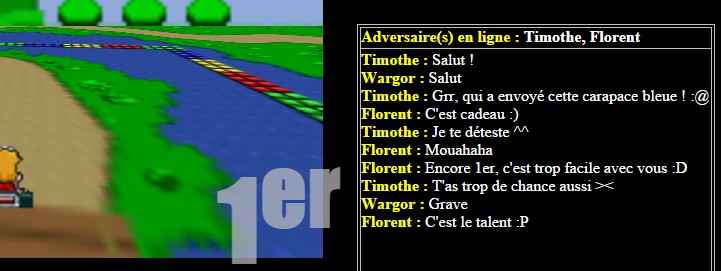 1er
Adversaire(s) en ligne : Timothe, Florent
Timothe : Salut !
Wargor : Salut
Timothe : Grr, qui a envoyé cette carapace bleue ! :@
Florent : C'est cadeau :)
Timothe : Je te déteste ^^
Florent : Mouahaha
Florent : Encore 1er, c'est trop facile avec vous :D
Timothe : T'as trop de chance aussi ><
Wargor : Grave
Florent : C'est le talent :P